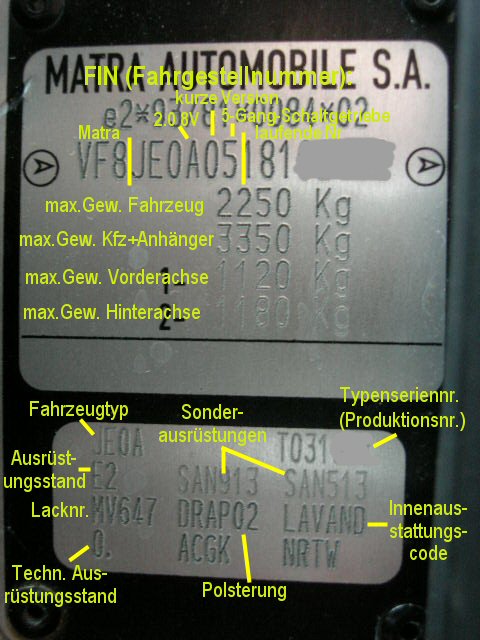 MATRA AUTOMOBILE S.A.
FIN (Fahrgestellnummer):
kurze Version
2.0 8V 5-Gang-Schaltgetriebe
Matra laufende Nr
VF8JE0A05181
max.Gew. Fahrzeug 2250 Kg
max.Gew. Kfz+Anhänger 3350 Kg
max.Gew. Vorderachse 1- 1120 Kg
max.Gew. Hinterachse 2- 1180 Kg
Fahrzeugtyp
Sonder-
ausrüstungen
Typenseriennr.
(Produktionsnr.)
JE0A T031
Ausrüst-
ungsstand
E2 SAN913 SAN513
Lacknr. MV647 DRAP02 LAVAND
Innenaus-
stattungs-
code
0. ACGK NRTW
Techn. Aus-
rüstungsstand
Polsterung